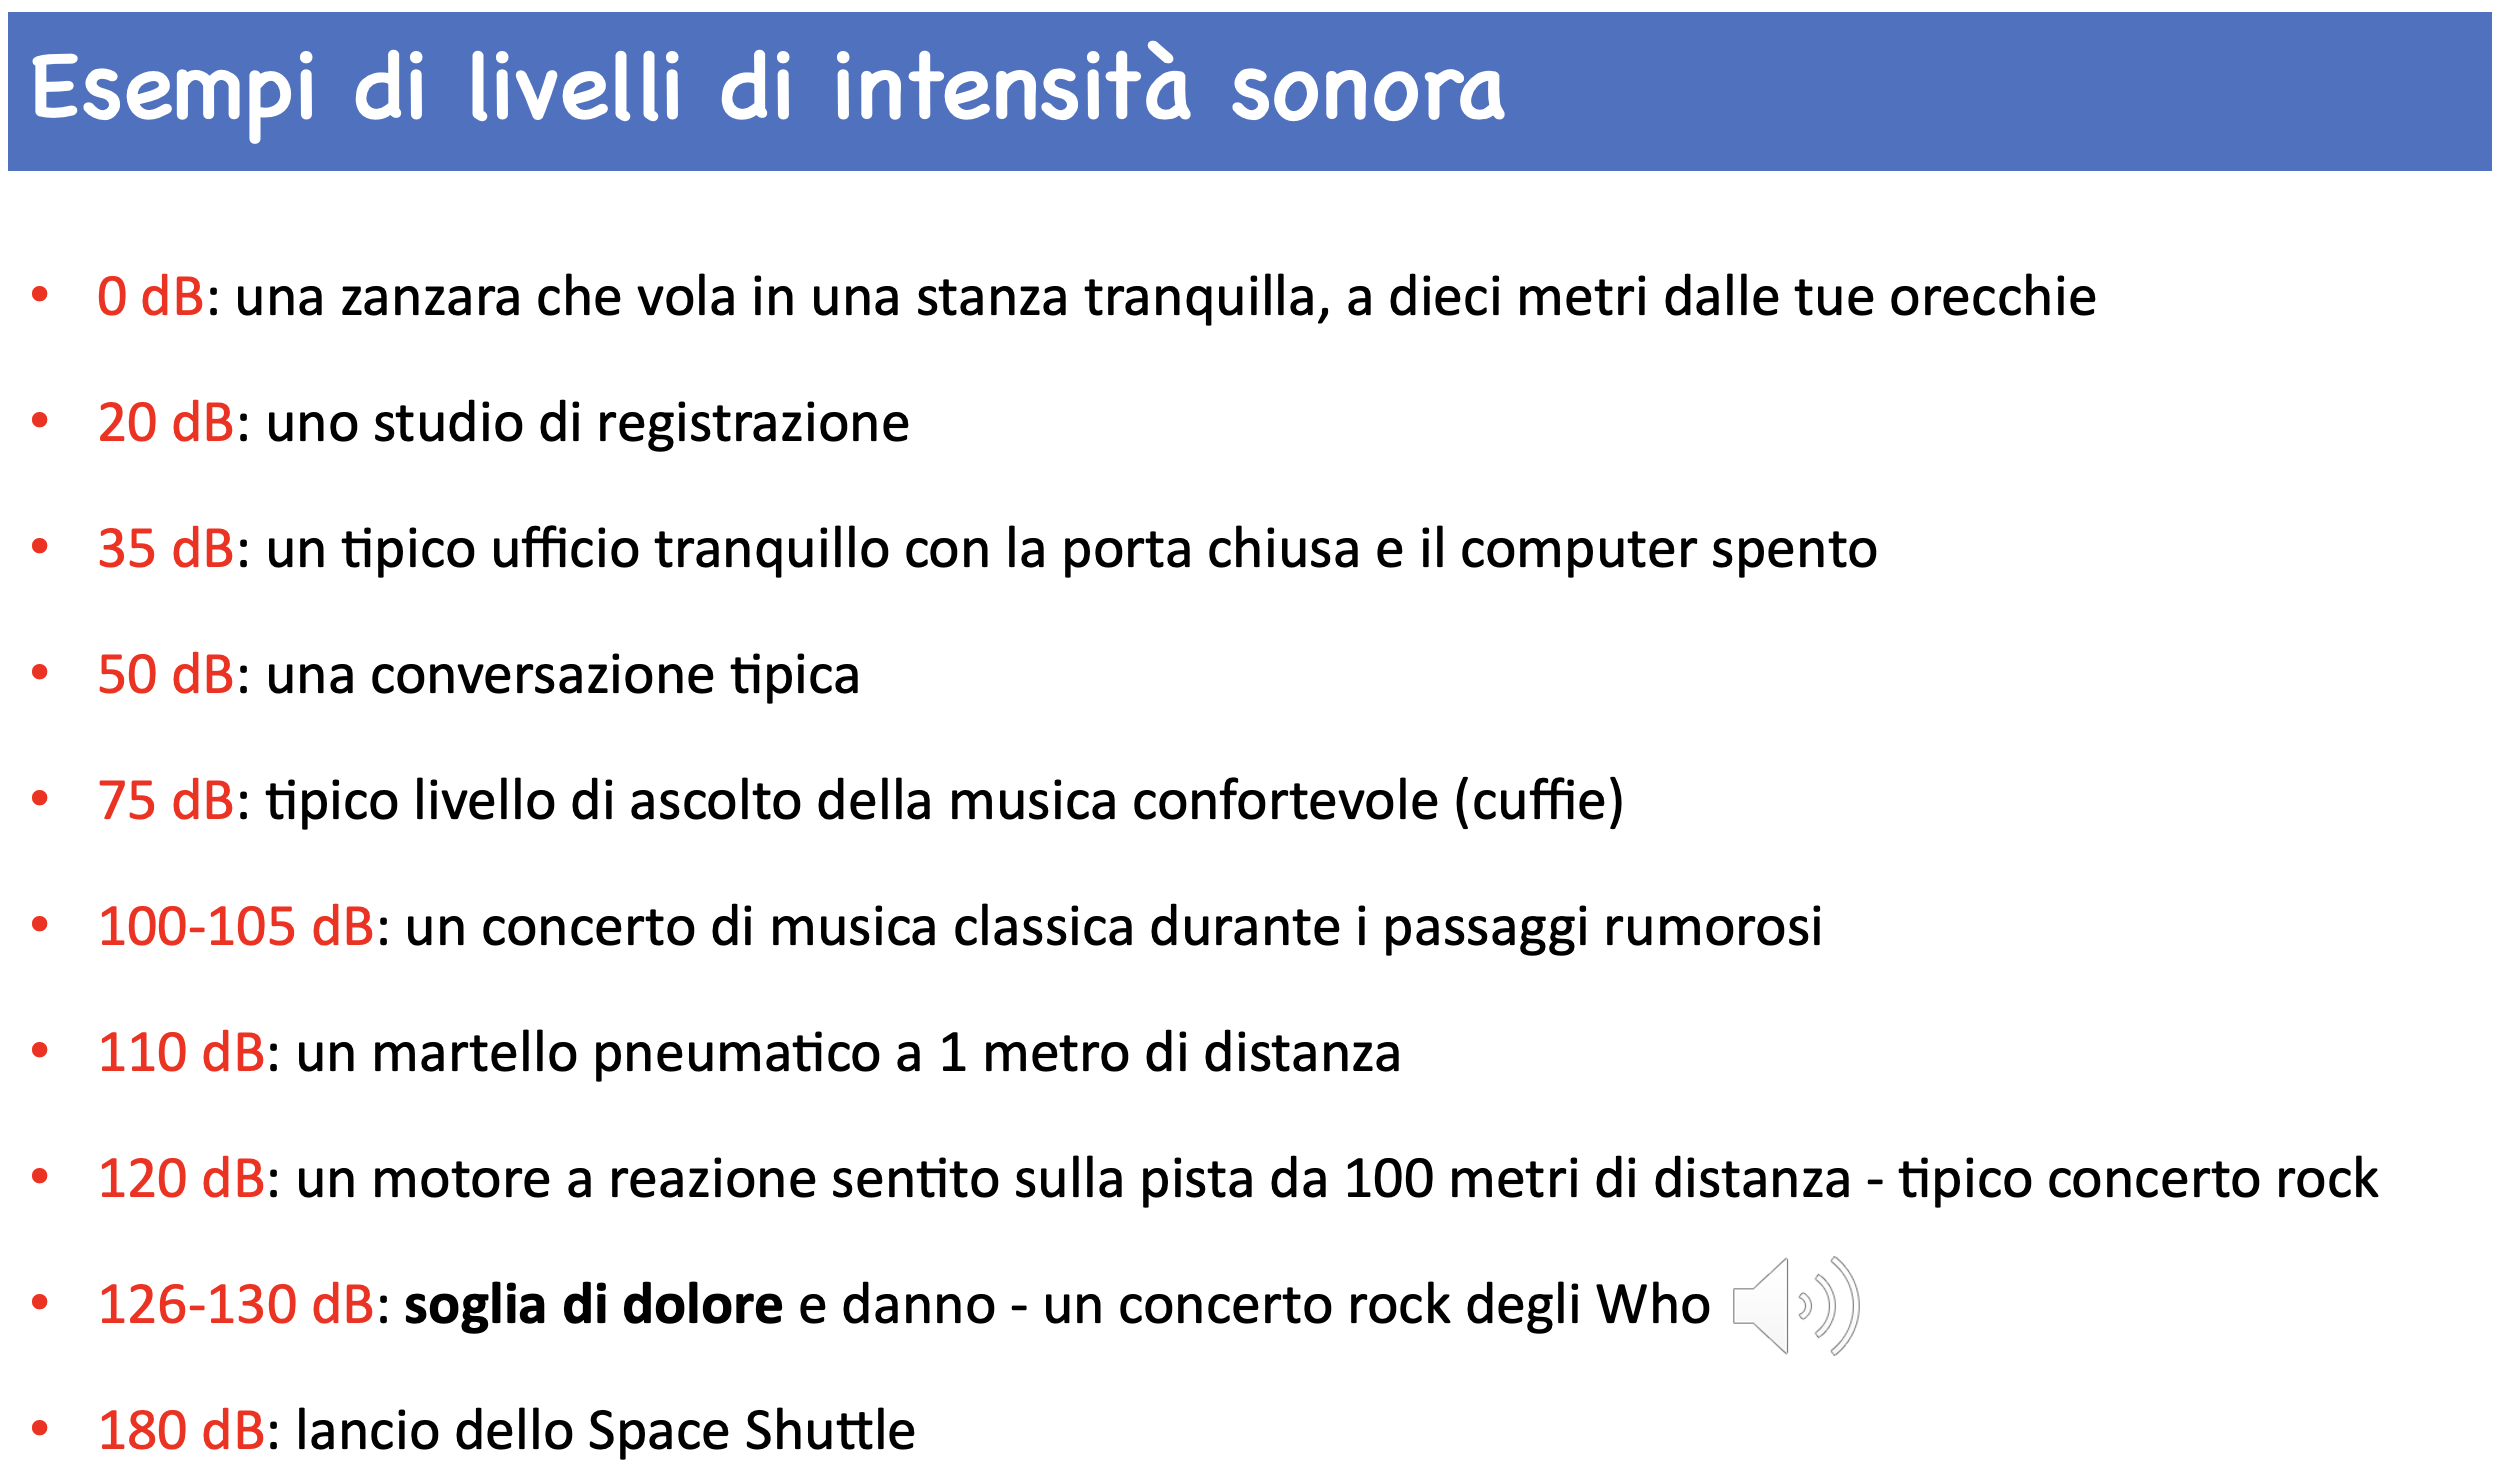 Esempi di livelli di intensità sonora
• 0 dB: una zanzara che vola in una stanza tranquilla, a dieci metri dalle tue orecchie
• 20 dB: uno studio di registrazione
• 35 dB: un tipico ufficio tranquillo con la porta chiusa e il computer spento
• 50 dB: una conversazione tipica
• 75 dB: tipico livello di ascolto della musica confortevole (cuffie)
• 100-105 dB: un concerto di musica classica durante i passaggi rumorosi
• 110 dB: un martello pneumatico a 1 metro di distanza
• 120 dB: un motore a reazione sentito sulla pista da 100 metri di distanza - tipico concerto rock
• 126-130 dB: soglia di dolore e danno - un concerto rock degli Who
• 180 dB: lancio dello Space Shuttle